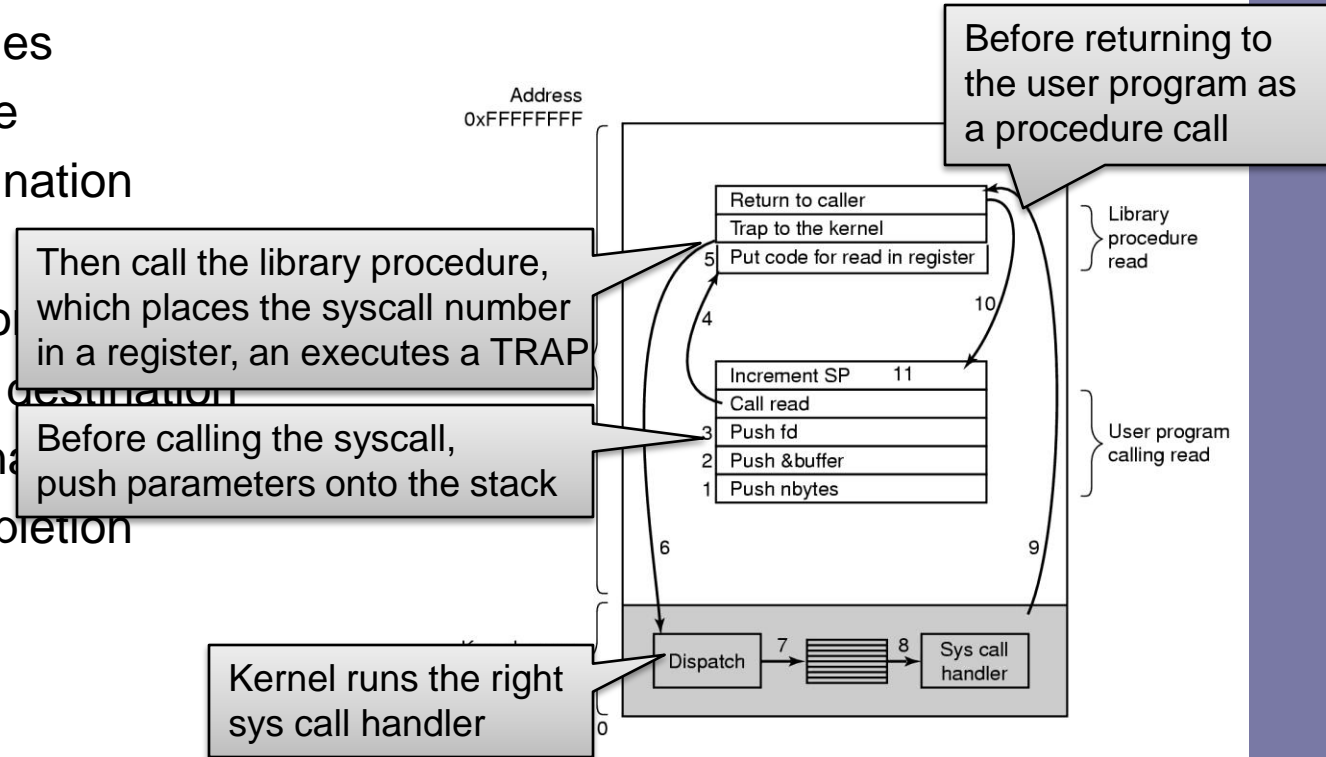 es
e
nation
destination
pletion
Then call the library procedure,
which places the syscall number
in a register, an executes a TRAP
Before calling the syscall,
push parameters onto the stack
Kernel runs the right
sys call handler
Before returning to
the user program as
a procedure call
Address
0xFFFFFFFF
Return to caller
Trap to the kernel
5 Put code for read in register
Library
procedure
read
4
10
Increment SP 11
Call read
3 Push fd
2 Push &buffer
1 Push nbytes
User program
calling read
6
9
Dispatch
7
8
Sys call
handler
0